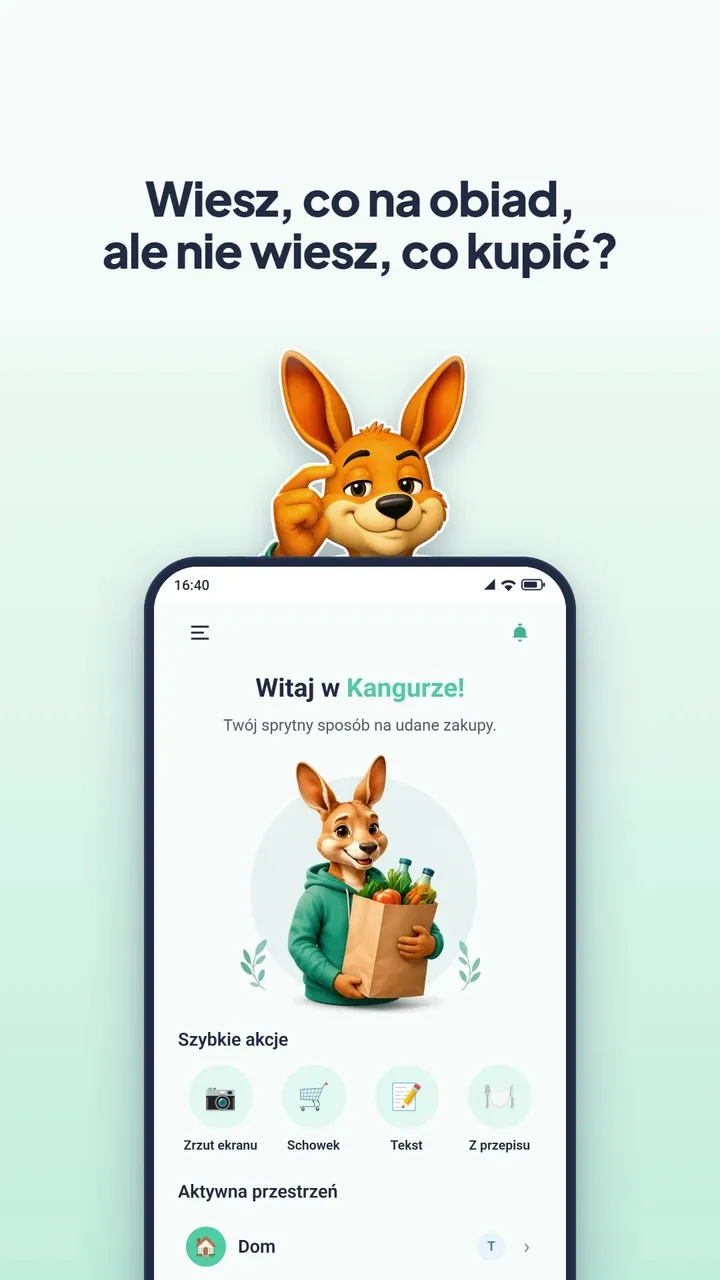 Wiesz, co na obiad,
ale nie wiesz, co kupić?
16:40
Witaj w Kangurze!
Twój sprytny sposób na udane zakupy.
Szybkie akcje
Zrzut ekranu
Schowek
Tekst
Z przepisu
Aktywna przestrzeń
Dom
T